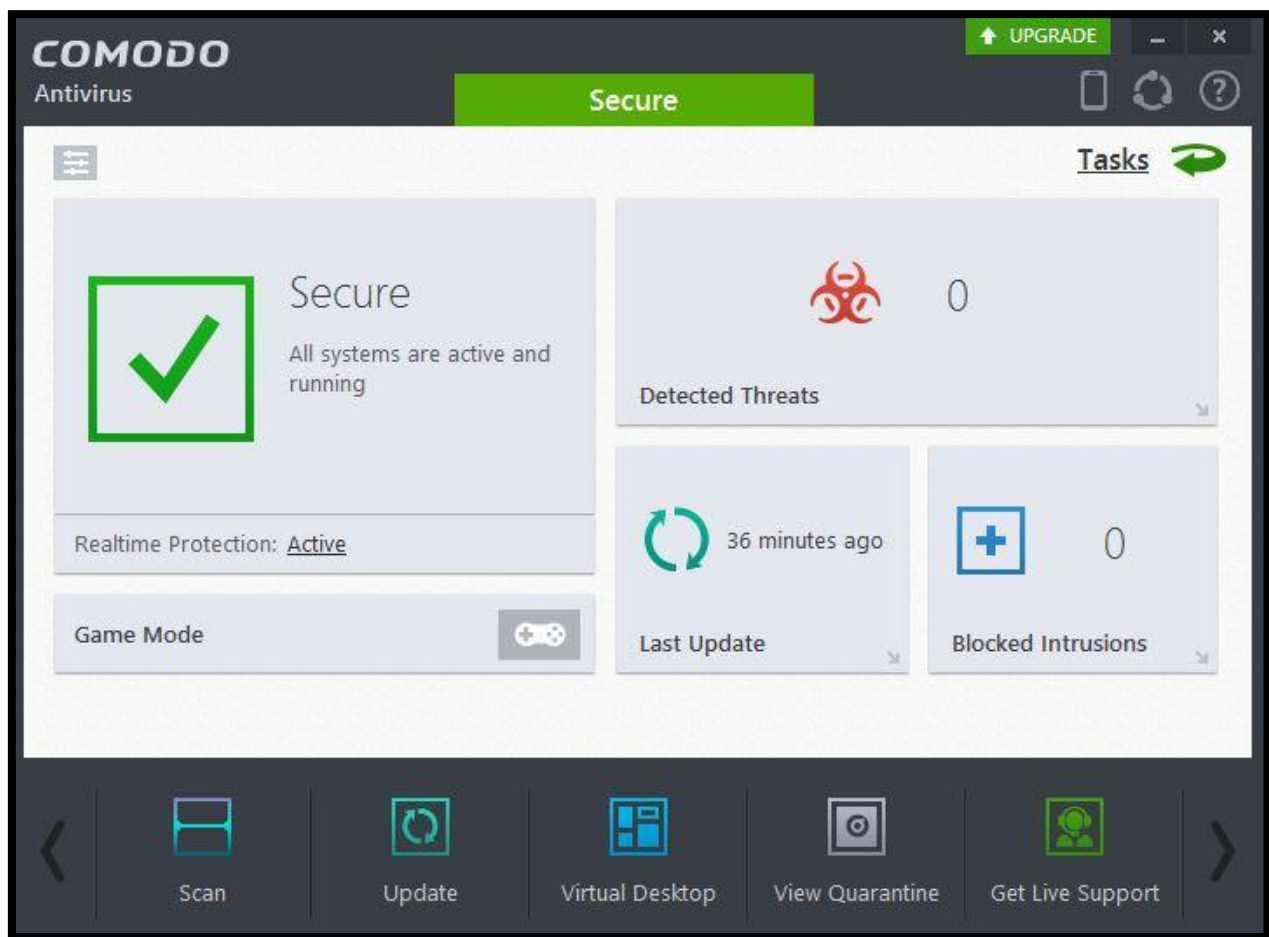 COMODO
Antivirus
UPGRADE
Secure
Tasks
Secure
All systems are active and
running
Realtime Protection: Active
Game Mode
0
Detected Threats
36 minutes ago
Last Update
0
Blocked Intrusions
Scan
Update
Virtual Desktop
View Quarantine
Get Live Support